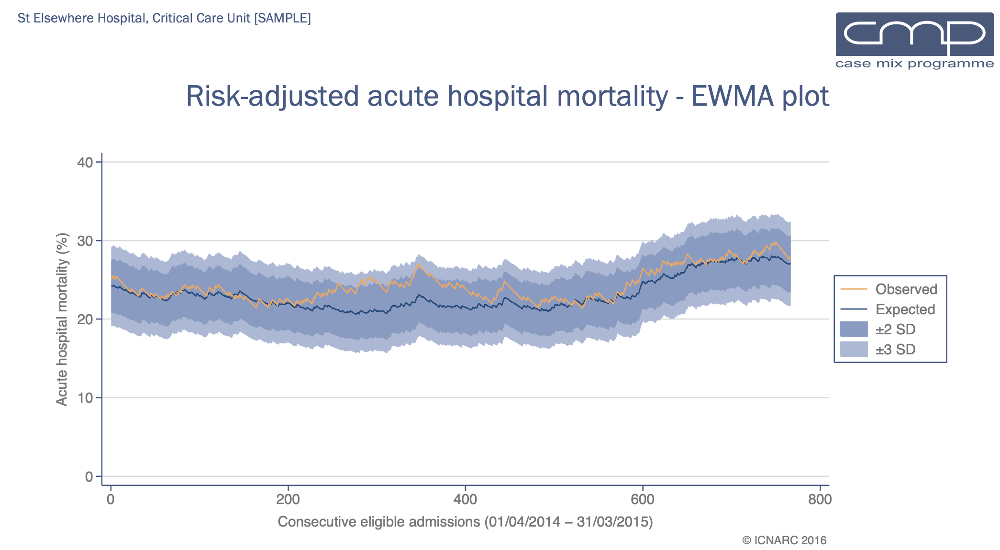 St Elsewhere Hospital, Critical Care Unit [SAMPLE]
cmp
case mix programme
Risk-adjusted acute hospital mortality - EWMA plot
Acute hospital mortality (%)
40
30
20
10
0
0 200 400 600 800
Consecutive eligible admissions (01/04/2014 – 31/03/2015)
Observed
Expected
±2 SD
±3 SD
© ICNARC 2016